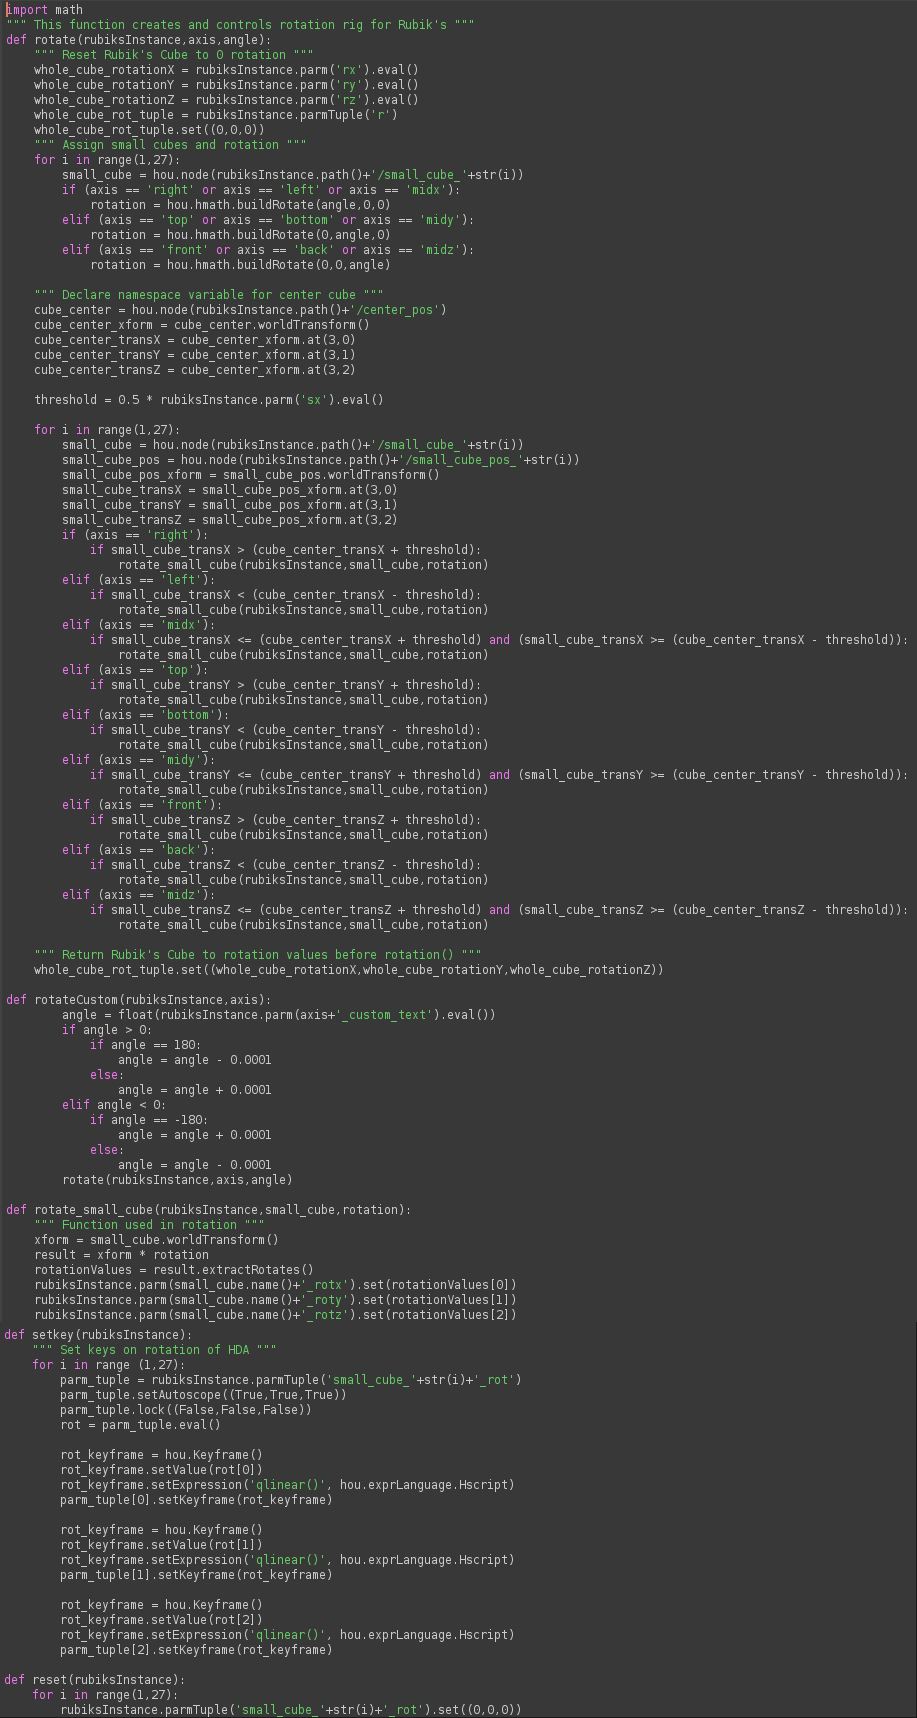 import math
""" This function creates and controls rotation rig for Rubik's """
def rotate(rubiksInstance,axis,angle):
    """ Reset Rubik's Cube to 0 rotation """
    whole_cube_rotationX = rubiksInstance.parm('rx').eval()
    whole_cube_rotationY = rubiksInstance.parm('ry').eval()
    whole_cube_rotationZ = rubiksInstance.parm('rz').eval()
    whole_cube_rot_tuple = rubiksInstance.parmTuple('r')
    whole_cube_rot_tuple.set((0,0,0))
    """ Assign small cubes and rotation """
    for i in range(1,27):
        small_cube = hou.node(rubiksInstance.path()+'/small_cube_'+str(i))
        if (axis == 'right' or axis == 'left' or axis == 'midx'):
            rotation = hou.hmath.buildRotate(angle,0,0)
        elif (axis == 'top' or axis == 'bottom' or axis == 'midy'):
            rotation = hou.hmath.buildRotate(0,angle,0)
        elif (axis == 'front' or axis == 'back' or axis == 'midz'):
            rotation = hou.hmath.buildRotate(0,0,angle)

    """ Declare namespace variable for center cube """
    cube_center = hou.node(rubiksInstance.path()+'/center_pos')
    cube_center_xform = cube_center.worldTransform()
    cube_center_transX = cube_center_xform.at(3,0)
    cube_center_transY = cube_center_xform.at(3,1)
    cube_center_transZ = cube_center_xform.at(3,2)

    threshold = 0.5 * rubiksInstance.parm('sx').eval()

    for i in range(1,27):
        small_cube = hou.node(rubiksInstance.path()+'/small_cube_'+str(i))
        small_cube_pos = hou.node(rubiksInstance.path()+'/small_cube_pos_'+str(i))
        small_cube_pos_xform = small_cube_pos.worldTransform()
        small_cube_transX = small_cube_pos_xform.at(3,0)
        small_cube_transY = small_cube_pos_xform.at(3,1)
        small_cube_transZ = small_cube_pos_xform.at(3,2)
        if (axis == 'right'):
            if small_cube_transX > (cube_center_transX + threshold):
                rotate_small_cube(rubiksInstance,small_cube,rotation)
        elif (axis == 'left'):
            if small_cube_transX < (cube_center_transX - threshold):
                rotate_small_cube(rubiksInstance,small_cube,rotation)
        elif (axis == 'midx'):
            if small_cube_transX <= (cube_center_transX + threshold) and (small_cube_transX >= (cube_center_transX - threshold)):
                rotate_small_cube(rubiksInstance,small_cube,rotation)
        elif (axis == 'top'):
            if small_cube_transY > (cube_center_transY + threshold):
                rotate_small_cube(rubiksInstance,small_cube,rotation)
        elif (axis == 'bottom'):
            if small_cube_transY < (cube_center_transY - threshold):
                rotate_small_cube(rubiksInstance,small_cube,rotation)
        elif (axis == 'midy'):
            if small_cube_transY <= (cube_center_transY + threshold) and (small_cube_transY >= (cube_center_transY - threshold)):
                rotate_small_cube(rubiksInstance,small_cube,rotation)
        elif (axis == 'front'):
            if small_cube_transZ > (cube_center_transZ + threshold):
                rotate_small_cube(rubiksInstance,small_cube,rotation)
        elif (axis == 'back'):
            if small_cube_transZ < (cube_center_transZ - threshold):
                rotate_small_cube(rubiksInstance,small_cube,rotation)
        elif (axis == 'midz'):
            if small_cube_transZ <= (cube_center_transZ + threshold) and (small_cube_transZ >= (cube_center_transZ - threshold)):
                rotate_small_cube(rubiksInstance,small_cube,rotation)

    """ Return Rubik's Cube to rotation values before rotation() """
    whole_cube_rot_tuple.set((whole_cube_rotationX,whole_cube_rotationY,whole_cube_rotationZ))

def rotateCustom(rubiksInstance,axis):
        angle = float(rubiksInstance.parm(axis+'_custom_text').eval())
        if angle > 0:
            if angle == 180:
                angle = angle - 0.0001
            else:
                angle = angle + 0.0001
        elif angle < 0:
            if angle == -180:
                angle = angle + 0.0001
            else:
                angle = angle - 0.0001
        rotate(rubiksInstance,axis,angle)

def rotate_small_cube(rubiksInstance,small_cube,rotation):
    """ Function used in rotation """
    xform = small_cube.worldTransform()
    result = xform * rotation
    rotationValues = result.extractRotates()
    rubiksInstance.parm(small_cube.name()+'_rotx').set(rotationValues[0])
    rubiksInstance.parm(small_cube.name()+'_roty').set(rotationValues[1])
    rubiksInstance.parm(small_cube.name()+'_rotz').set(rotationValues[2])
def setkey(rubiksInstance):
    """ Set keys on rotation of HDA """
    for i in range (1,27):
        parm_tuple = rubiksInstance.parmTuple('small_cube_'+str(i)+'_rot')
        parm_tuple.setAutoscope((True,True,True))
        parm_tuple.lock((False,False,False))
        rot = parm_tuple.eval()

        rot_keyframe = hou.Keyframe()
        rot_keyframe.setValue(rot[0])
        rot_keyframe.setExpression('qlinear()', hou.exprLanguage.Hscript)
        parm_tuple[0].setKeyframe(rot_keyframe)

        rot_keyframe = hou.Keyframe()
        rot_keyframe.setValue(rot[1])
        rot_keyframe.setExpression('qlinear()', hou.exprLanguage.Hscript)
        parm_tuple[1].setKeyframe(rot_keyframe)

        rot_keyframe = hou.Keyframe()
        rot_keyframe.setValue(rot[2])
        rot_keyframe.setExpression('qlinear()', hou.exprLanguage.Hscript)
        parm_tuple[2].setKeyframe(rot_keyframe)

def reset(rubiksInstance):
    for i in range(1,27):
        rubiksInstance.parmTuple('small_cube_'+str(i)+'_rot').set((0,0,0))